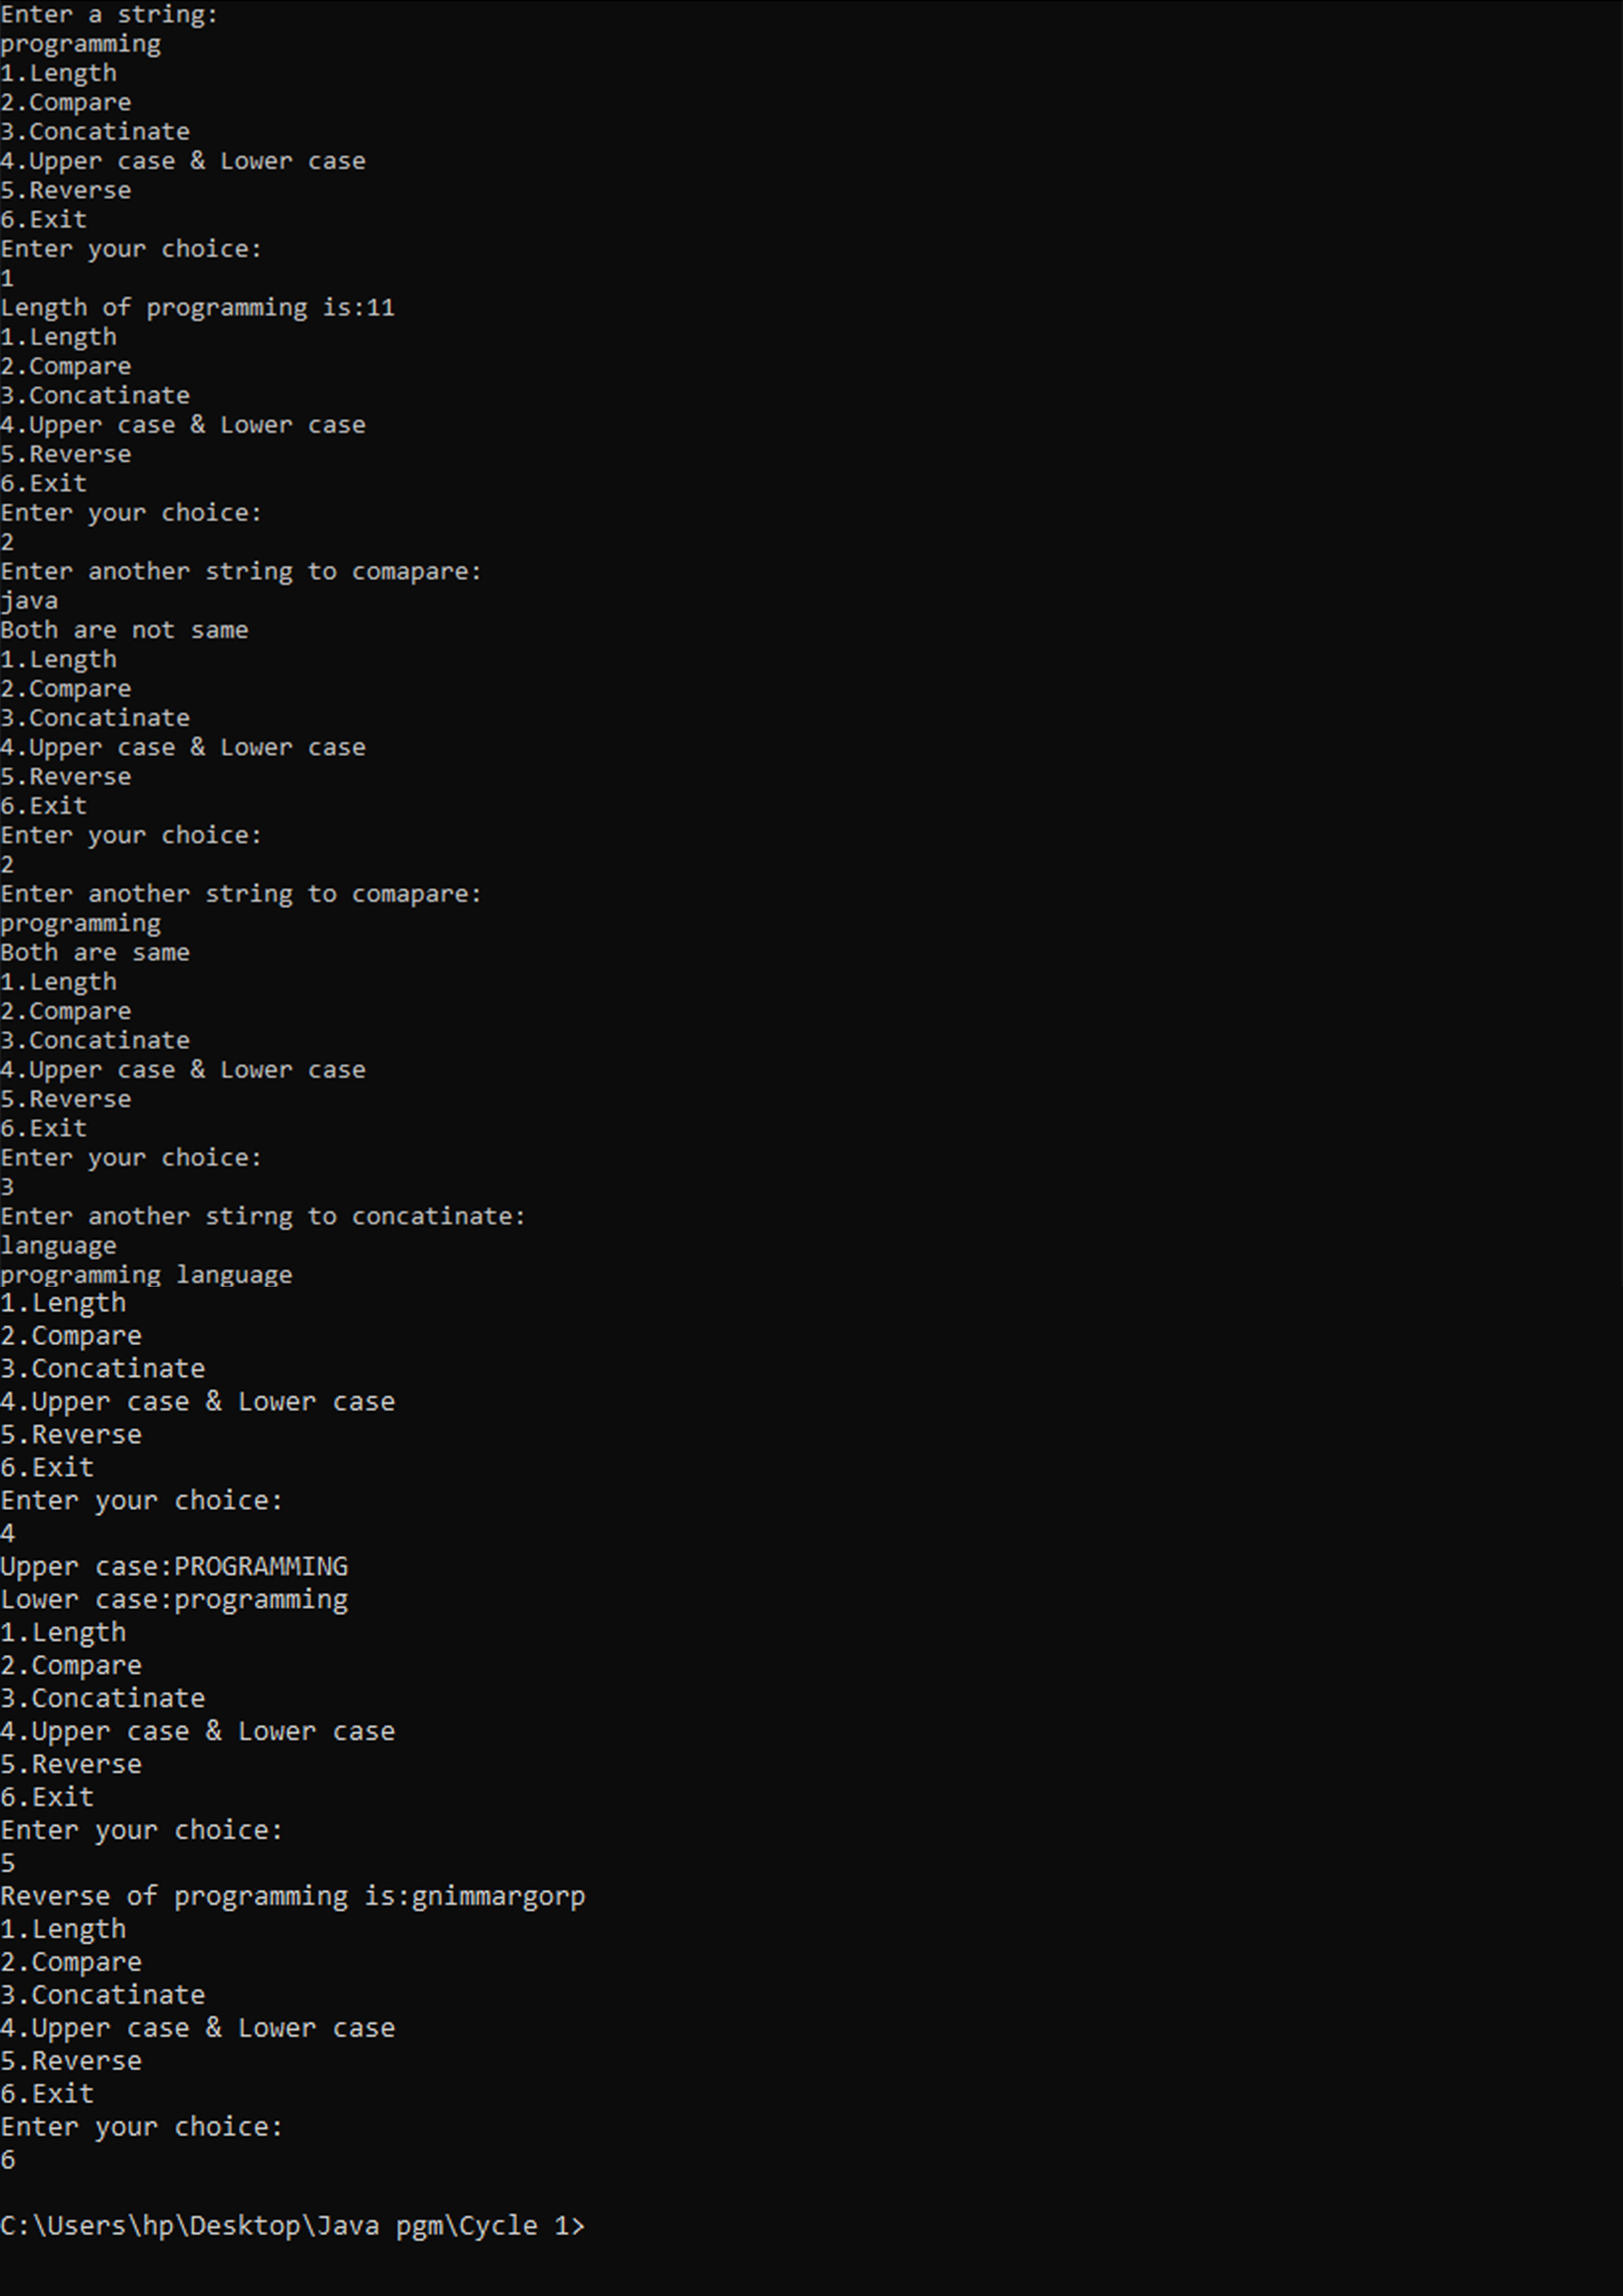 Enter a string:
programming
1.Length
2.Compare
3.Concatinate
4.Upper case & Lower case
5.Reverse
6.Exit
Enter your choice:
1
Length of programming is:11
1.Length
2.Compare
3.Concatinate
4.Upper case & Lower case
5.Reverse
6.Exit
Enter your choice:
2
Enter another string to comapare:
java
Both are not same
1.Length
2.Compare
3.Concatinate
4.Upper case & Lower case
5.Reverse
6.Exit
Enter your choice:
2
Enter another string to comapare:
programming
Both are same
1.Length
2.Compare
3.Concatinate
4.Upper case & Lower case
5.Reverse
6.Exit
Enter your choice:
3
Enter another stirng to concatinate:
language
programming language
1.Length
2.Compare
3.Concatinate
4.Upper case & Lower case
5.Reverse
6.Exit
Enter your choice:
4
Upper case:PROGRAMMING
Lower case:programming
1.Length
2.Compare
3.Concatinate
4.Upper case & Lower case
5.Reverse
6.Exit
Enter your choice:
5
Reverse of programming is:gnimmargorp
1.Length
2.Compare
3.Concatinate
4.Upper case & Lower case
5.Reverse
6.Exit
Enter your choice:
6
C:\Users\hp\Desktop\Java pgm\Cycle 1>